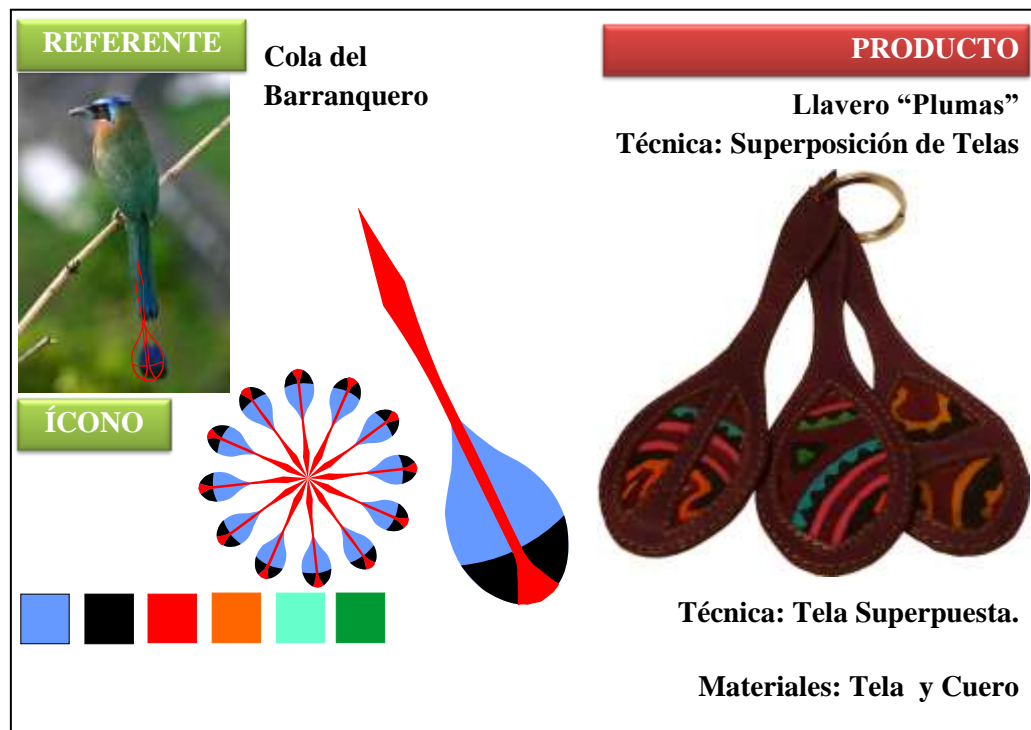 REFERENTE
Cola del
Barranquero
ÍCONO
PRODUCTO
Llavero “Plumas”
Técnica: Superposición de Telas
Técnica: Tela Superpuesta.
Materiales: Tela y Cuero